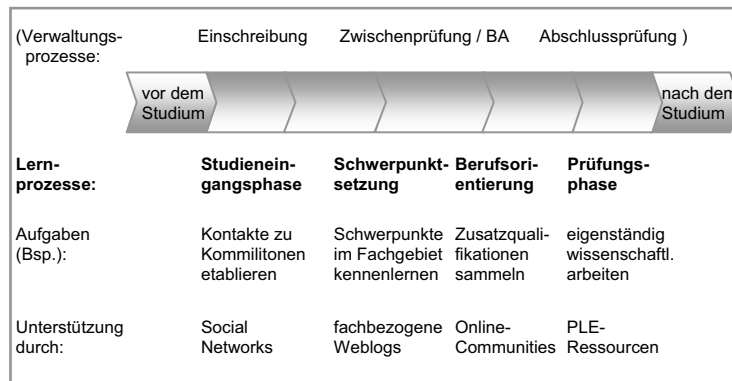 (Verwaltungs- Einschreibung Zwischenprüfung / BA Abschlussprüfung )
prozesse:
vor dem nach dem
Studium Studium
Lern- Studienein- Schwerpunkt- Berufsori- Prüfungs-
prozesse: gangsphase setzung entierung phase
Aufgaben Kontakte zu Schwerpunkte Zusatzquali- eigenständig
(Bsp.): Kommilitonen im Fachgebiet fikationen wissenschaftl.
etablieren kennenlernen sammeln arbeiten
Unterstützung Social fachbezogene Online- PLE-
durch: Networks Weblogs Communities Ressourcen